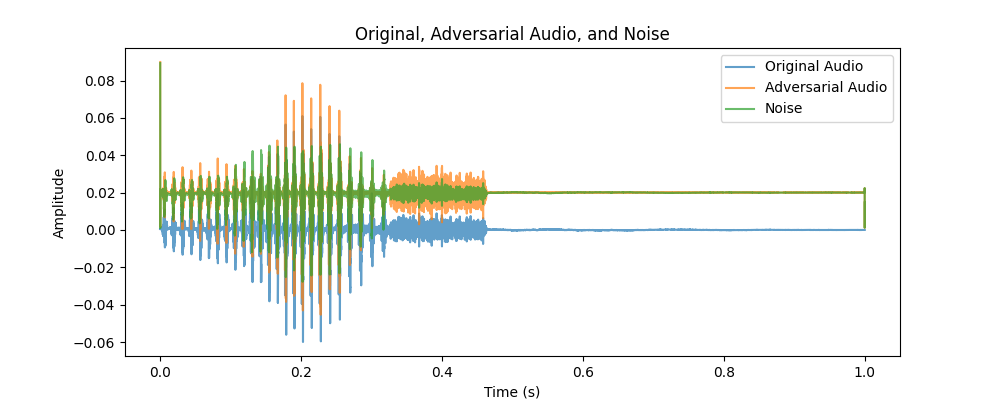 Original, Adversarial Audio, and Noise
Original Audio
Adversarial Audio
Noise
Amplitude
0.08
0.06
0.04
0.02
0.00
−0.02
−0.04
−0.06
0.0
0.2
0.4
0.6
0.8
1.0
Time (s)